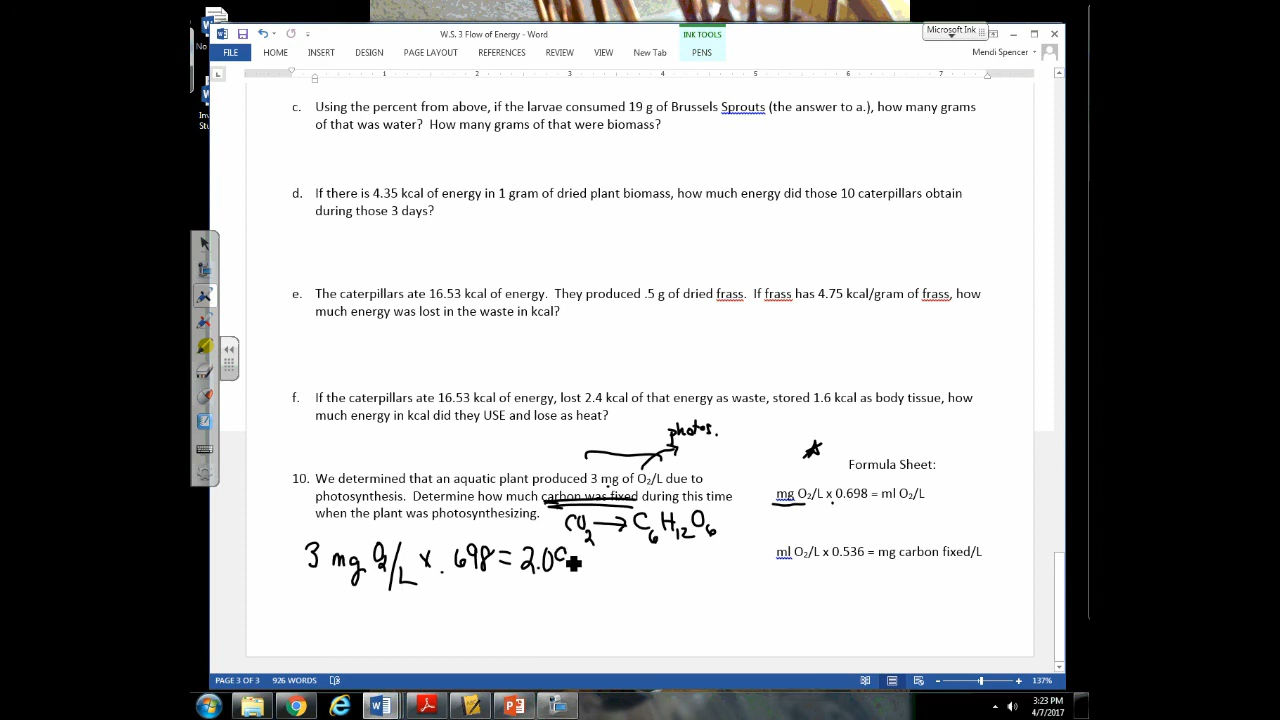 W.S. 3 Flow of Energy - Word
INK TOOLS
Microsoft Ink
FILE HOME INSERT DESIGN PAGE LAYOUT REFERENCES REVIEW VIEW New Tab PENS
Mendi Spencer
1 2 3 4 5 6 7
No
c. Using the percent from above, if the larvae consumed 19 g of Brussels Sprouts (the answer to a.), how many grams
of that was water? How many grams of that were biomass?
d. If there is 4.35 kcal of energy in 1 gram of dried plant biomass, how much energy did those 10 caterpillars obtain
during those 3 days?
e. The caterpillars ate 16.53 kcal of energy. They produced .5 g of dried frass. If frass has 4.75 kcal/gram of frass, how
much energy was lost in the waste in kcal?
f. If the caterpillars ate 16.53 kcal of energy, lost 2.4 kcal of that energy as waste, stored 1.6 kcal as body tissue, how
much energy in kcal did they USE and lose as heat?
photos.
10. We determined that an aquatic plant produced 3 mg of O₂/L due to
photosynthesis. Determine how much carbon was fixed during this time
when the plant was photosynthesizing.
CO₂ → C₆H₁₂O₆
3 mg O₂/L x .698 = 2.09
Formula Sheet:
mg O₂/L x 0.698 = ml O₂/L
ml O₂/L x 0.536 = mg carbon fixed/L
PAGE 3 OF 3 926 WORDS
137%
3:23 PM
4/7/2017